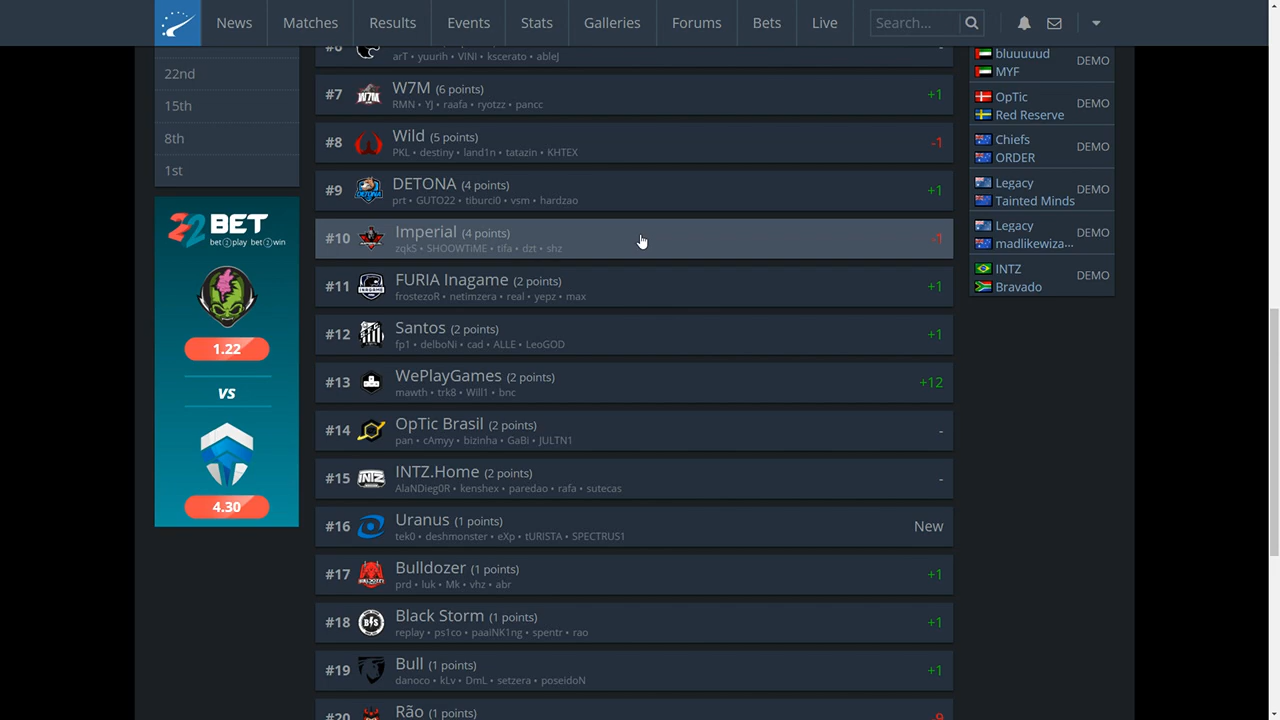 News
Matches
Results
Events
Stats
Galleries
Forums
Bets
Live
Search...
22nd
15th
8th
1st
22 BET
bet 2 play bet 2 win
1.22
VS
4.30
#6
arT • yuurih • VINI • kscerato • ableJ
-
#7 W7M (6 points) +1
RMN • YJ • raafa • ryotzz • pancc
#8 Wild (5 points) -1
PKL • destiny • land1n • tatazin • KHTEX
#9 DETONA (4 points) +1
prt • GUTO22 • tiburci0 • vsm • hardzao
#10 Imperial (4 points) -1
zqkS • SHOOWTiME • tifa • dzt • shz
#11 FURIA Inagame (2 points) +1
frostezoR • netimzera • real • yepz • max
#12 Santos (2 points) +1
fp1 • delboNi • cad • ALLE • LeoGOD
#13 WePlayGames (2 points) +12
mawth • trk8 • Will1 • bnc
#14 OpTic Brasil (2 points) -
pan • cAmyy • bizinha • GaBi • JULTN1
#15 INTZ.Home (2 points) -
AlaNDieg0R • kenshex • paredao • rafa • sutecas
#16 Uranus (1 points) New
tek0 • deshmonster • eXp • tURISTA • SPECTRUS1
#17 Bulldozer (1 points) +1
prd • luk • Mk • vhz • abr
#18 Black Storm (1 points) +1
replay • ps1co • paaINK1ng • spentr • rao
#19 Bull (1 points) +1
danoco • kLv • DmL • setzera • poseidoN
#20 Rão (1 points) -9
bluuuuud
MYF
DEMO
OpTic
Red Reserve
DEMO
Chiefs
ORDER
DEMO
Legacy
Tainted Minds
DEMO
Legacy
madlikewiza...
DEMO
INTZ
Bravado
DEMO